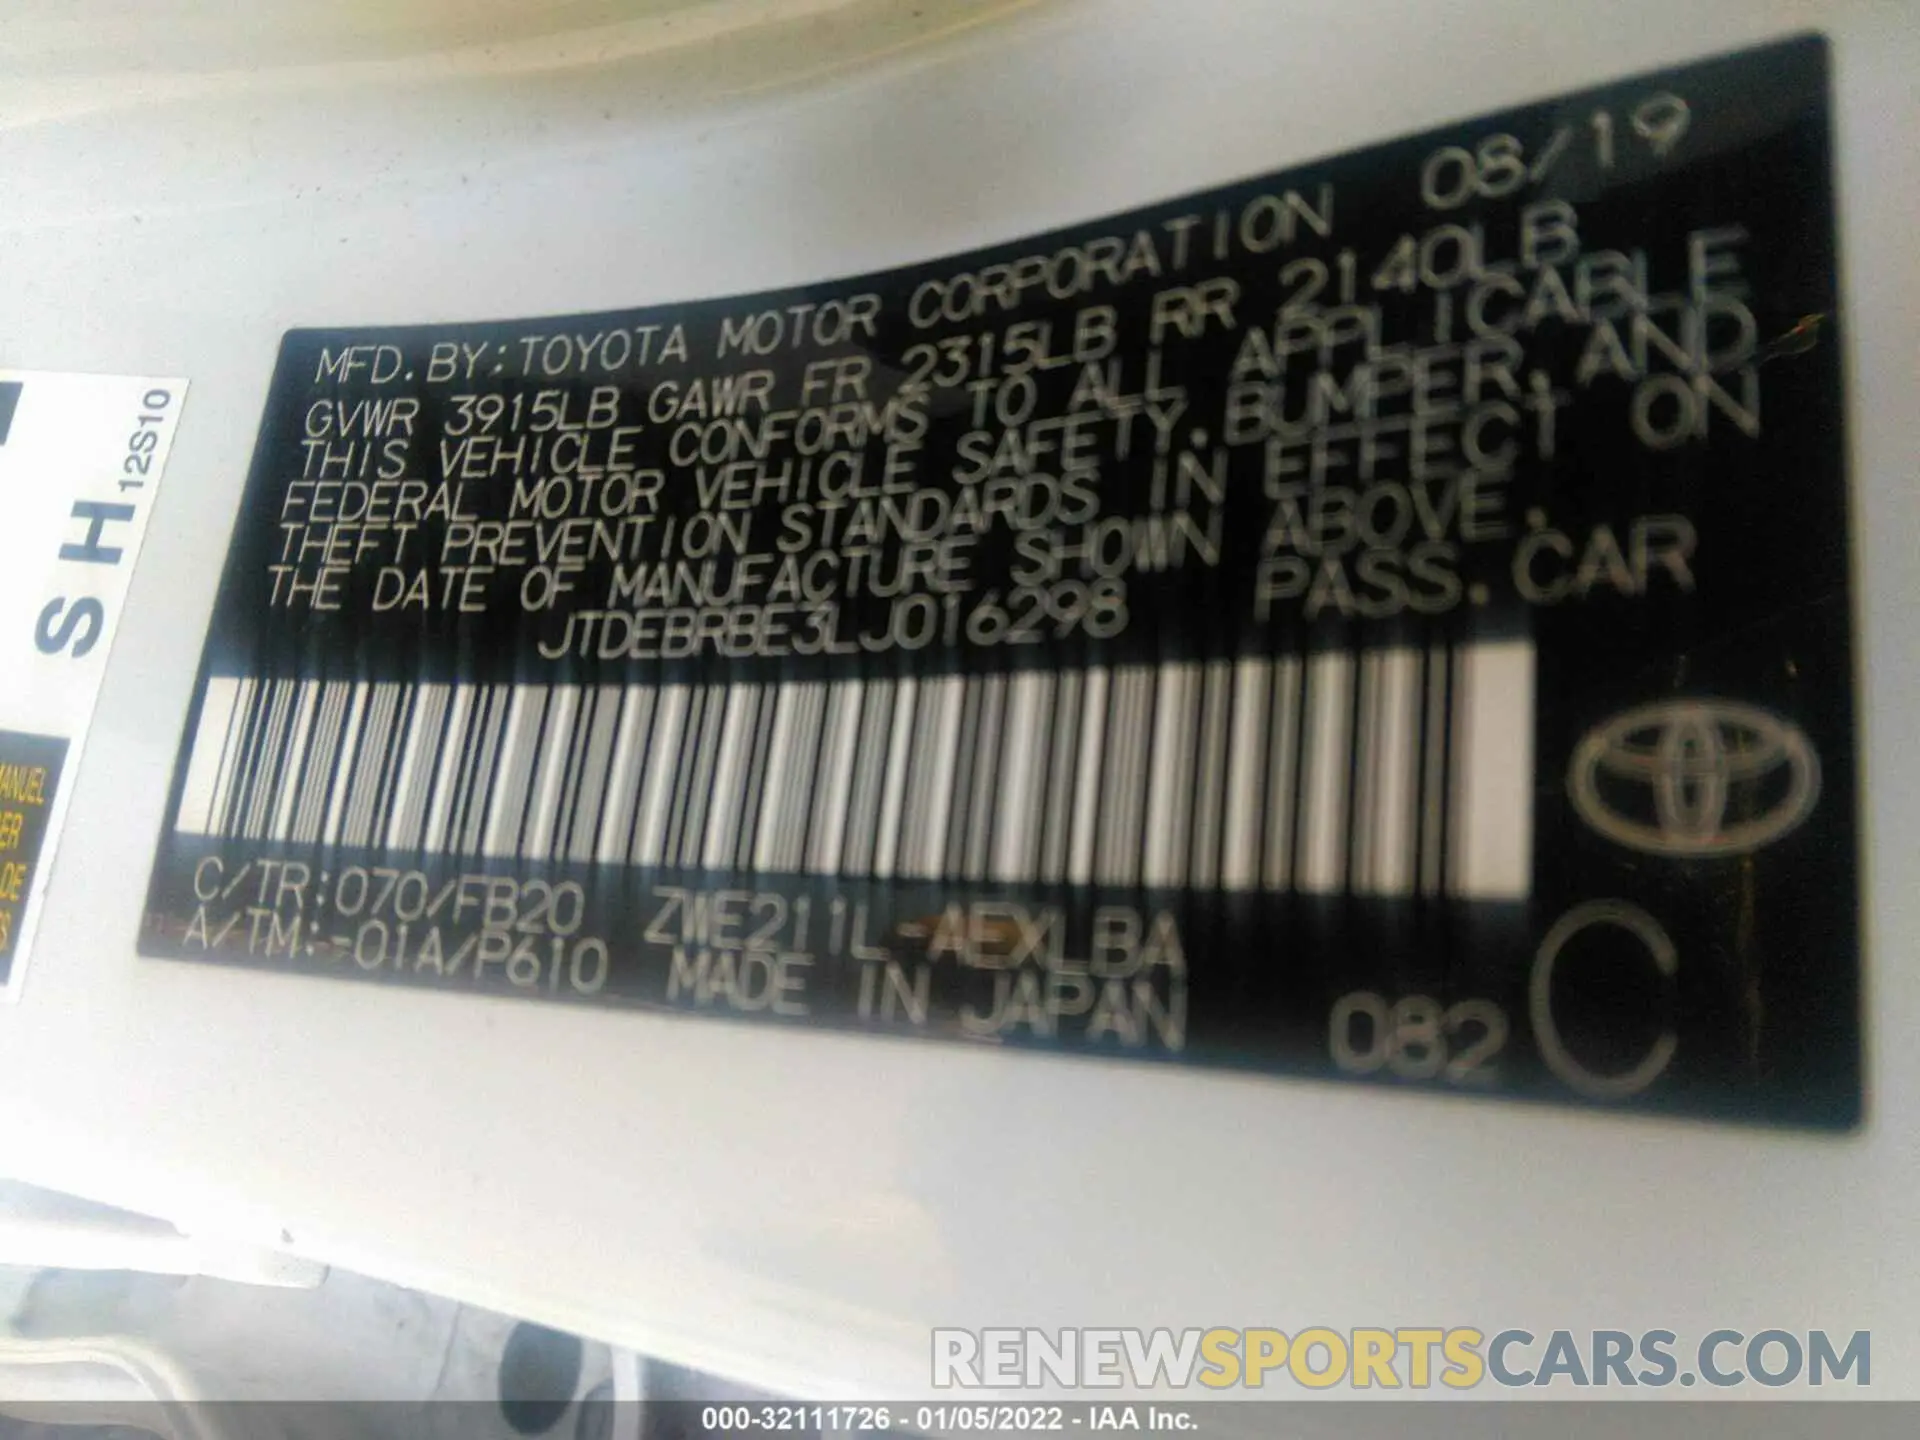 MFD. BY: TOYOTA MOTOR CORPORATION 08/19
GVWR 3915LB GAWR FR 2315LB RR 2140LB
THIS VEHICLE CONFORMS TO ALL APPLICABLE
FEDERAL MOTOR VEHICLE SAFETY, BUMPER, AND
THEFT PREVENTION STANDARDS IN EFFECT ON
THE DATE OF MANUFACTURE SHOWN ABOVE.
JTDEBRBE3LJ016298 PASS. CAR
C/TR:070/FB20 ZWE211L-AEXLBA
A/TM:-01A/P610 MADE IN JAPAN
082 C
S H 12S10
MANUEL
DE
RENEWSPORTSCARS.COM
000-32111726 - 01/05/2022 - IAA Inc.